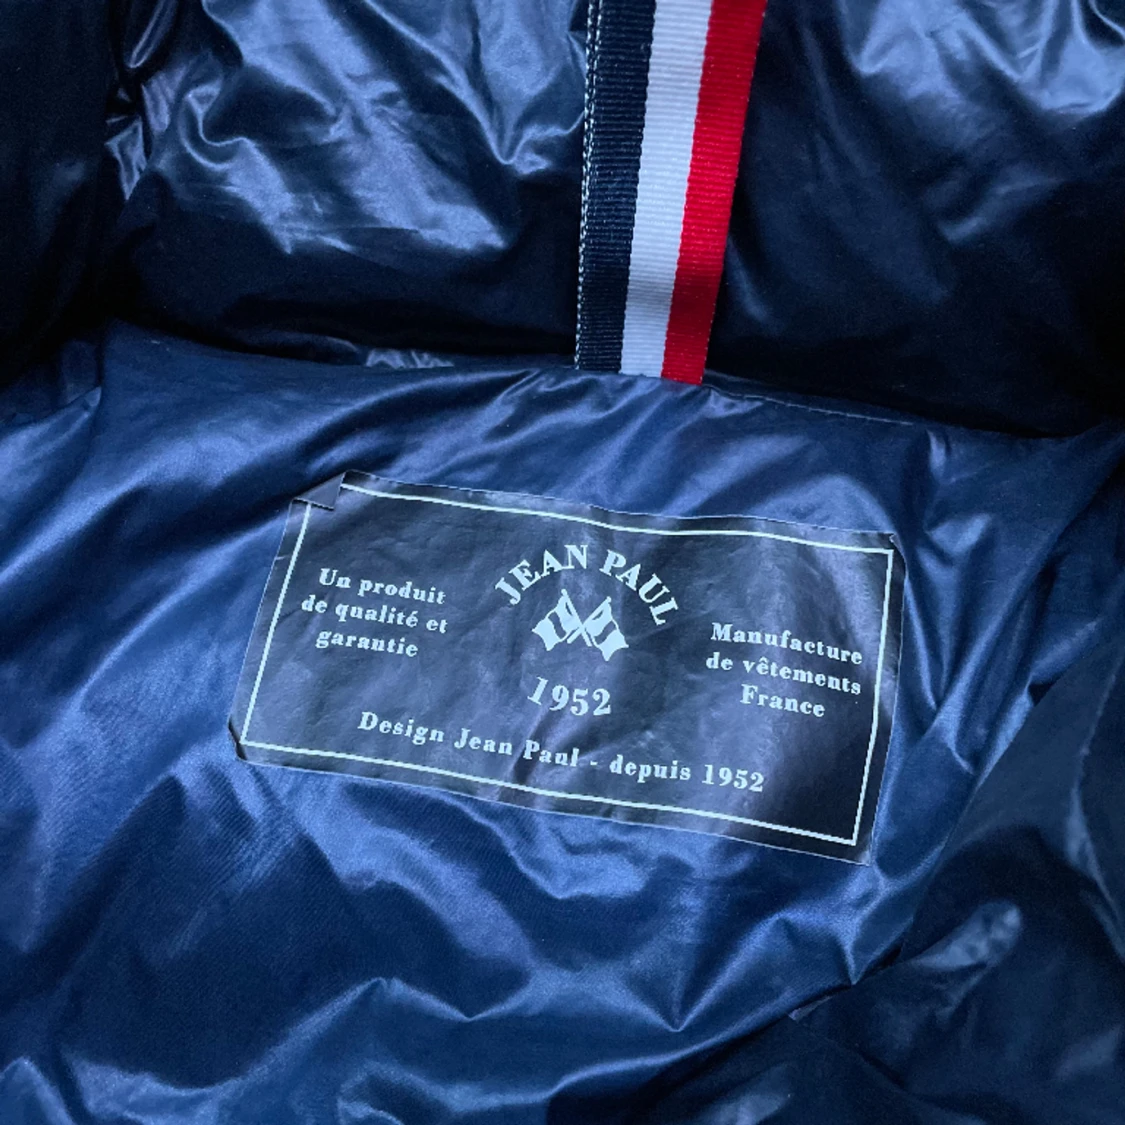 JEAN PAUL
Un produit
de qualité et
garantie
Manufacture
de vêtements
France
1952
Design Jean Paul - depuis 1952